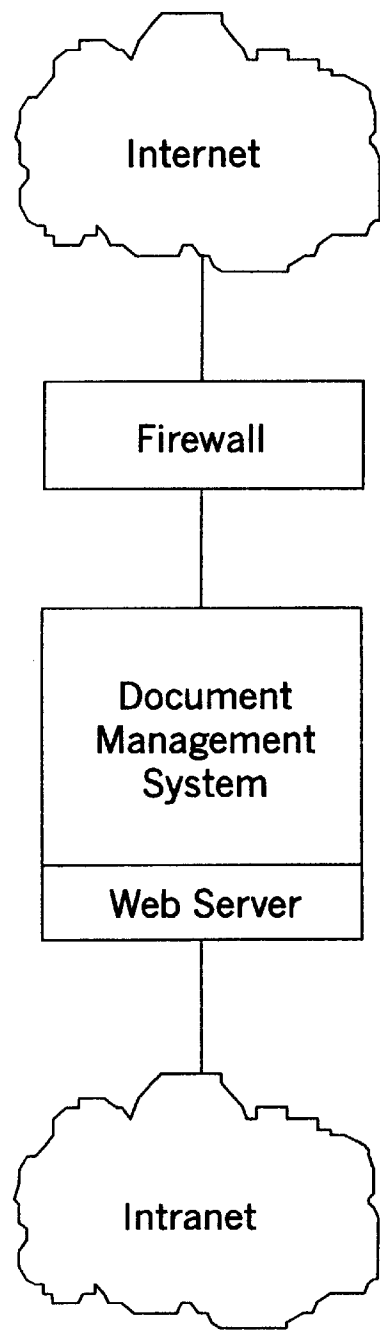 Internet
Firewall
Document
Management
System
Web Server
Intranet